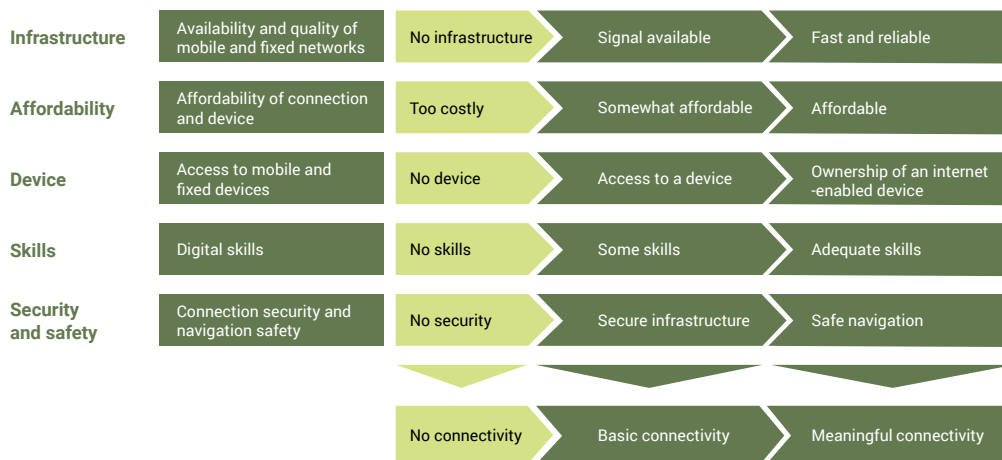 Infrastructure
Availability and quality of
mobile and fixed networks
No infrastructure
Signal available
Fast and reliable
Affordability
Affordability of connection
and device
Too costly
Somewhat affordable
Affordable
Device
Access to mobile and
fixed devices
No device
Access to a device
Ownership of an internet
-enabled device
Skills
Digital skills
No skills
Some skills
Adequate skills
Security
and safety
Connection security and
navigation safety
No security
Secure infrastructure
Safe navigation
No connectivity
Basic connectivity
Meaningful connectivity